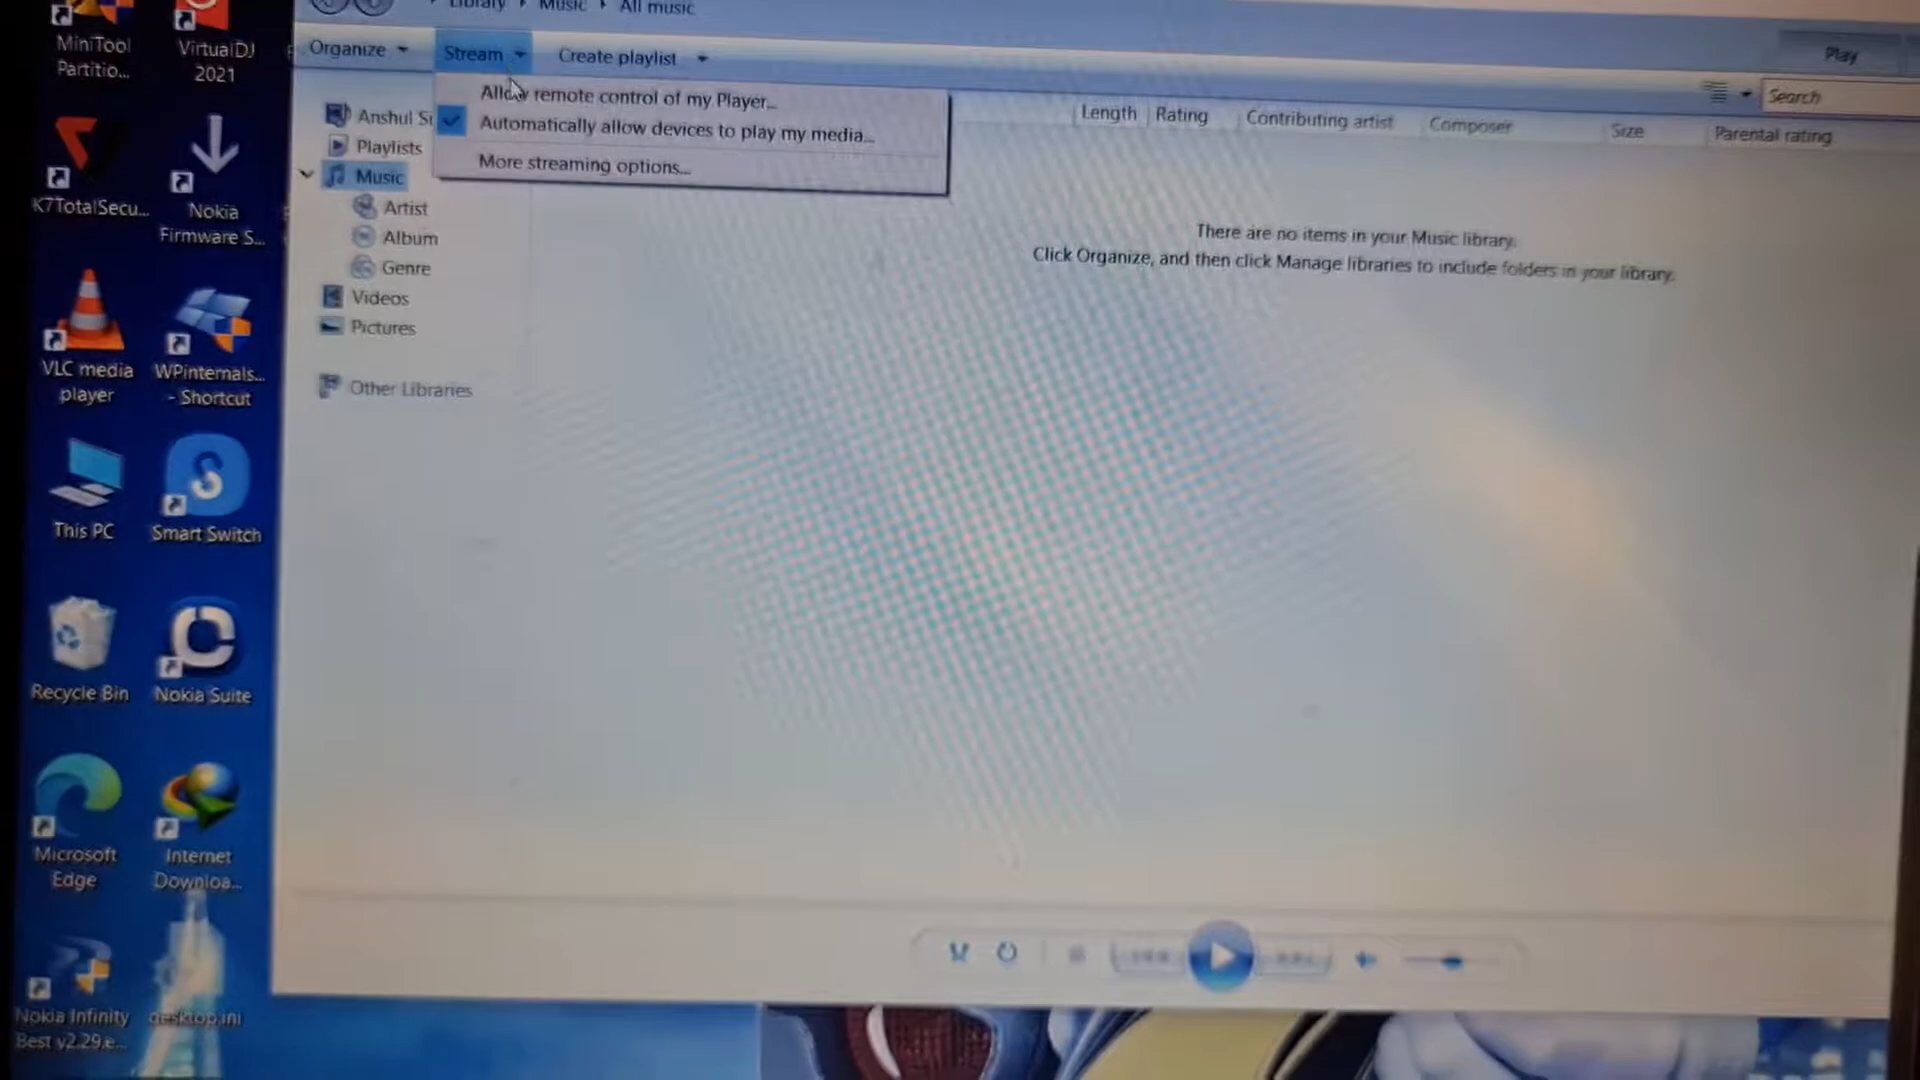 MiniTool
Partitio...
VirtualDJ
2021
K7TotalSecu...
Nokia
Firmware S...
VLC media
player
WPinternals...
- Shortcut
This PC
Smart Switch
Recycle Bin
Nokia Suite
Microsoft
Edge
Internet
Downloa...
Nokia Infinity
Best v2.29.e...
desktop.ini
Library
Music
All music
Organize
Stream
Create playlist
Play
Search
Allow remote control of my Player...
Automatically allow devices to play my media...
More streaming options...
Anshul
Playlists
Music
Artist
Album
Genre
Videos
Pictures
Other Libraries
Length
Rating
Contributing artist
Composer
Size
Parental rating
There are no items in your Music library.
Click Organize, and then click Manage libraries to include folders in your library.